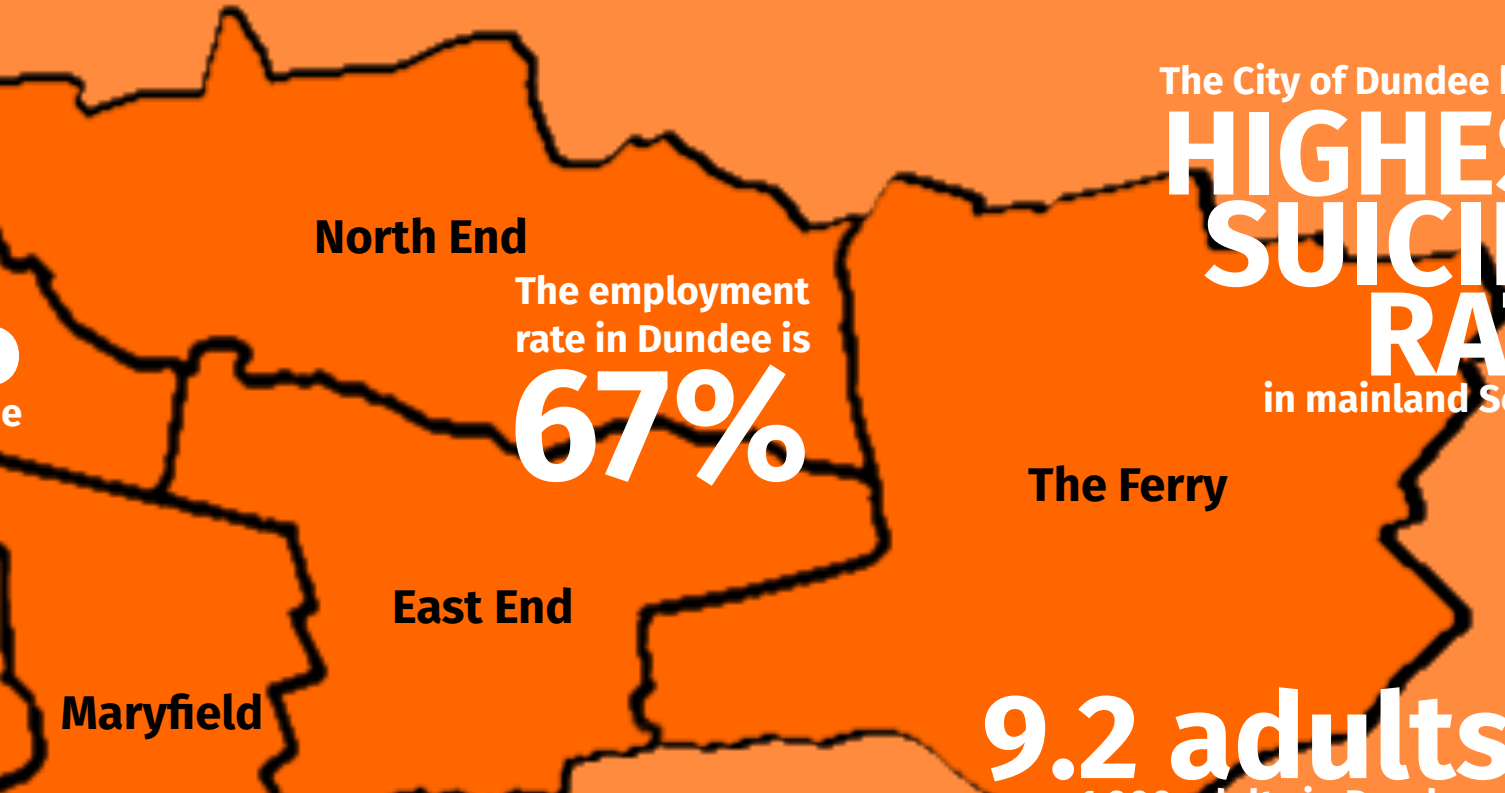 The City of Dundee
HIGHES
SUICI
RA
in mainland
North End
The employment
rate in Dundee is
67%
e
The Ferry
East End
Maryfield
9.2 adults